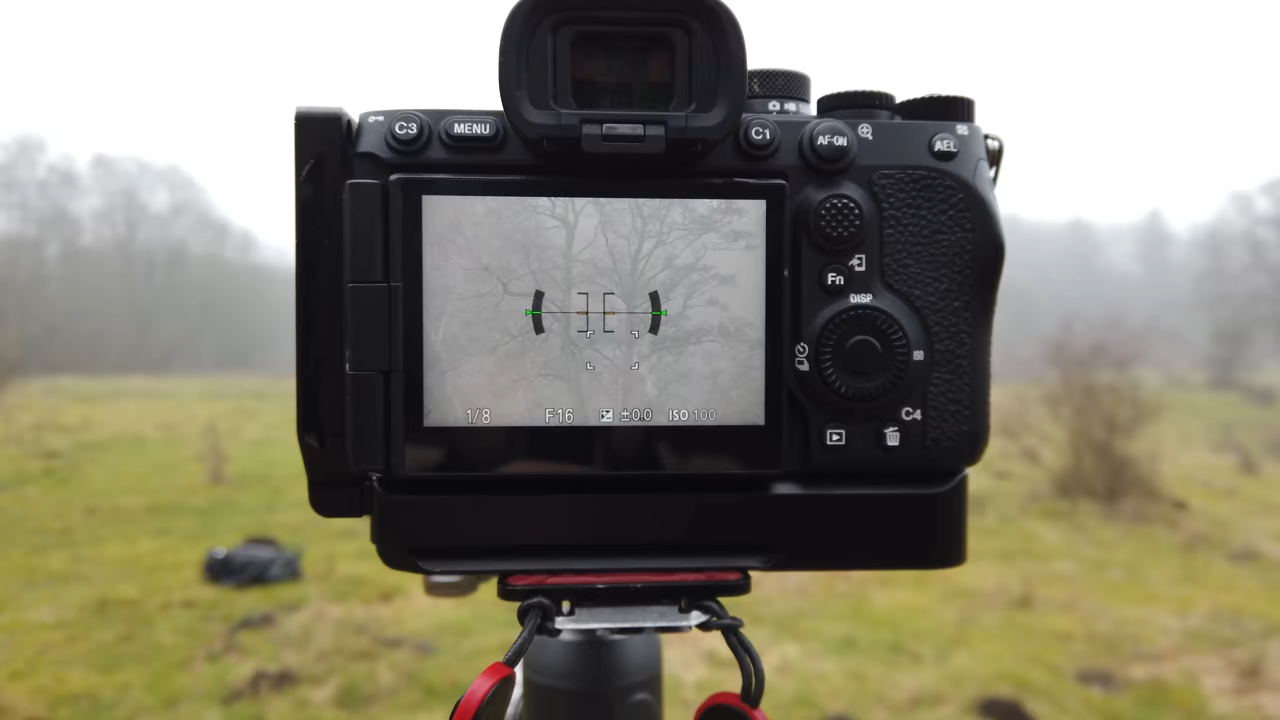 C3
MENU
C1
AF-ON
AEL
Fn
DISP
ISO
C4
1/8 F16 ±0.0 ISO 100